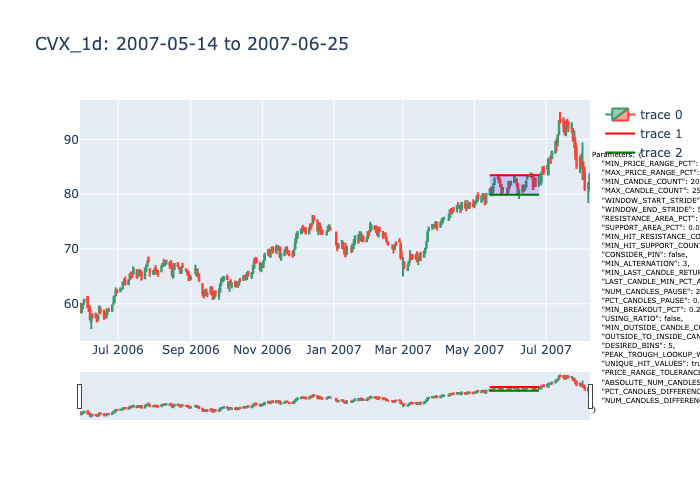 CVX_1d: 2007-05-14 to 2007-06-25
90
80
70
60
Jul 2006
Sep 2006
Nov 2006
Jan 2007
Mar 2007
May 2007
Jul 2007
trace 0
trace 1
trace 2
Parameters: {
"MIN_PRICE_RANGE_PCT":
"MAX_PRICE_RANGE_PCT":
"MIN_CANDLE_COUNT": 20
"MAX_CANDLE_COUNT": 25
"WINDOW_START_STRIDE"
"WINDOW_END_STRIDE":
"RESISTANCE_AREA_PCT":
"SUPPORT_AREA_PCT": 0.0
"MIN_HIT_RESISTANCE_CO
"MIN_HIT_SUPPORT_COUNT
"CONSIDER_PIN": false,
"MIN_ALTERNATION": 3,
"MIN_LAST_CANDLE_RETUR
"LAST_CANDLE_MIN_PCT_A
"NUM_CANDLES_PAUSE": 2
"PCT_CANDLES_PAUSE": 0.
"MIN_BREAKOUT_PCT": 0.2
"USING_RATIO": false,
"MIN_OUTSIDE_CANDLE_CO
"OUTSIDE_TO_INSIDE_CAN
"DESIRED_BINS": 5,
"PEAK_TROUGH_LOOKUP_W
"UNIQUE_HIT_VALUES": tru
"PRICE_RANGE_TOLERANC
"ABSOLUTE_NUM_CANDLES
"PCT_CANDLES_DIFFERENC
"NUM_CANDLES_DIFFEREN
}